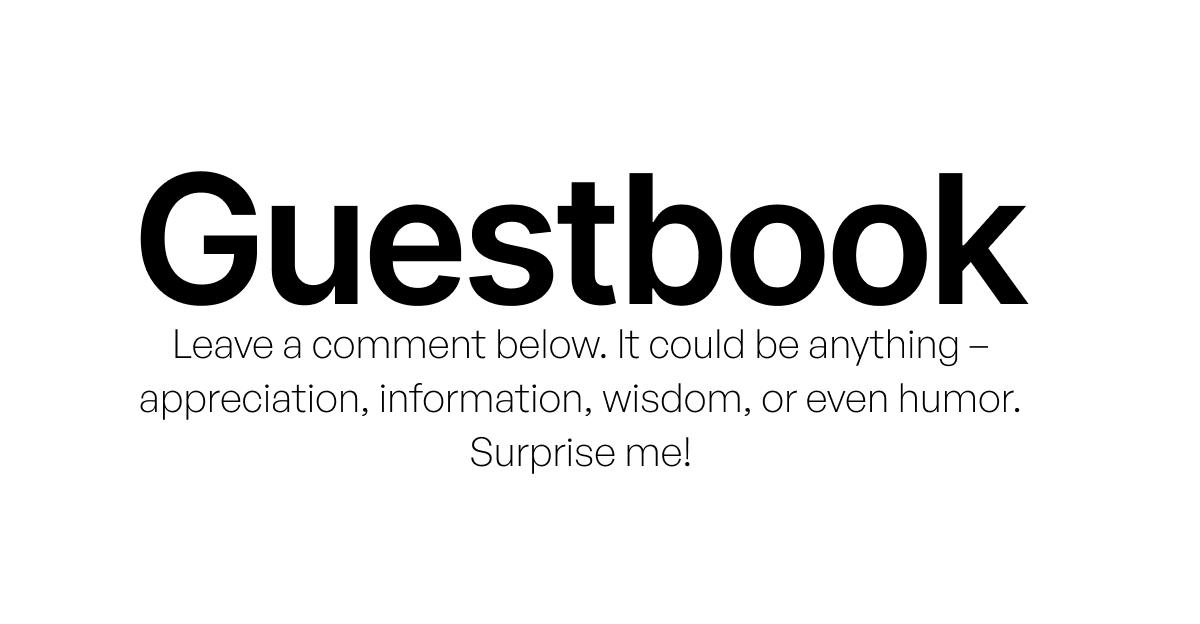 Guestbook
Leave a comment below. It could be anything –
appreciation, information, wisdom, or even humor.
Surprise me!